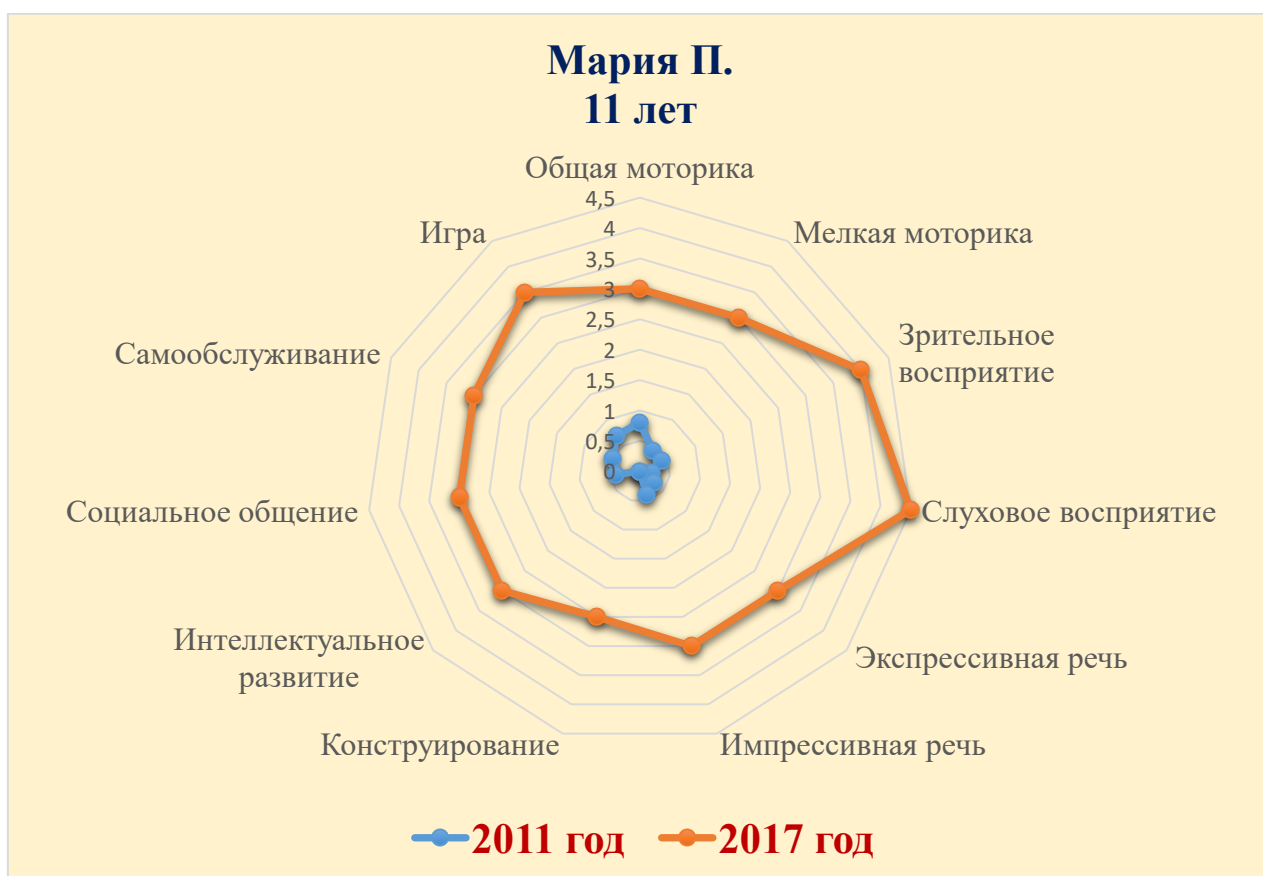 Мария П.
11 лет
Общая моторика
Мелкая моторика
Зрительное
восприятие
Слуховое восприятие
Экспрессивная речь
Импрессивная речь
Конструирование
Интеллектуальное
развитие
Социальное общение
Самообслуживание
Игра
4,5
4
3,5
3
2,5
2
1,5
1
0,5
0
2011 год
2017 год